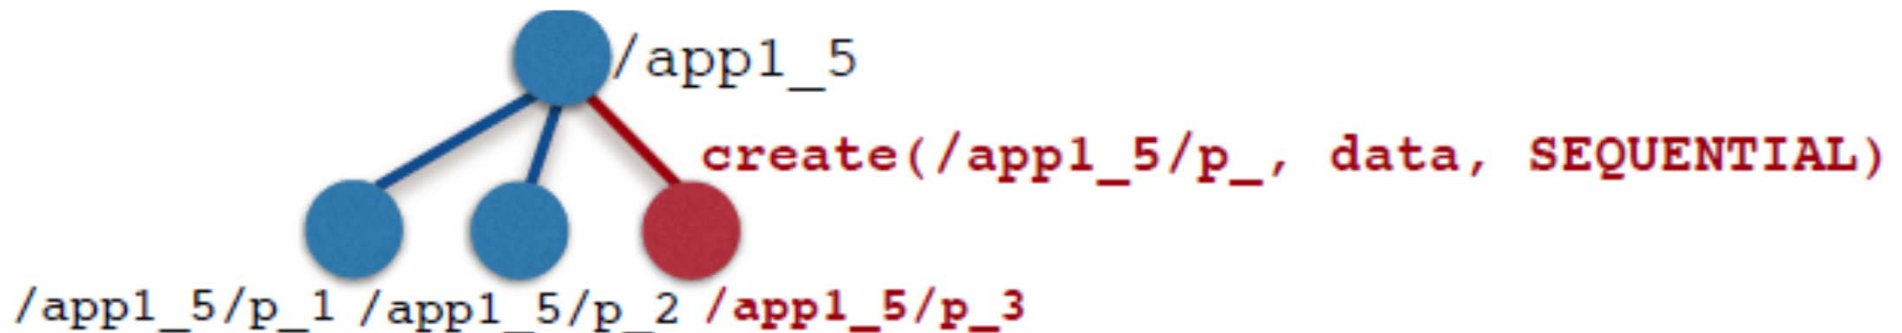 /app1_5
create(/app1_5/p_, data, SEQUENTIAL)
/app1_5/p_1 /app1_5/p_2 /app1_5/p_3